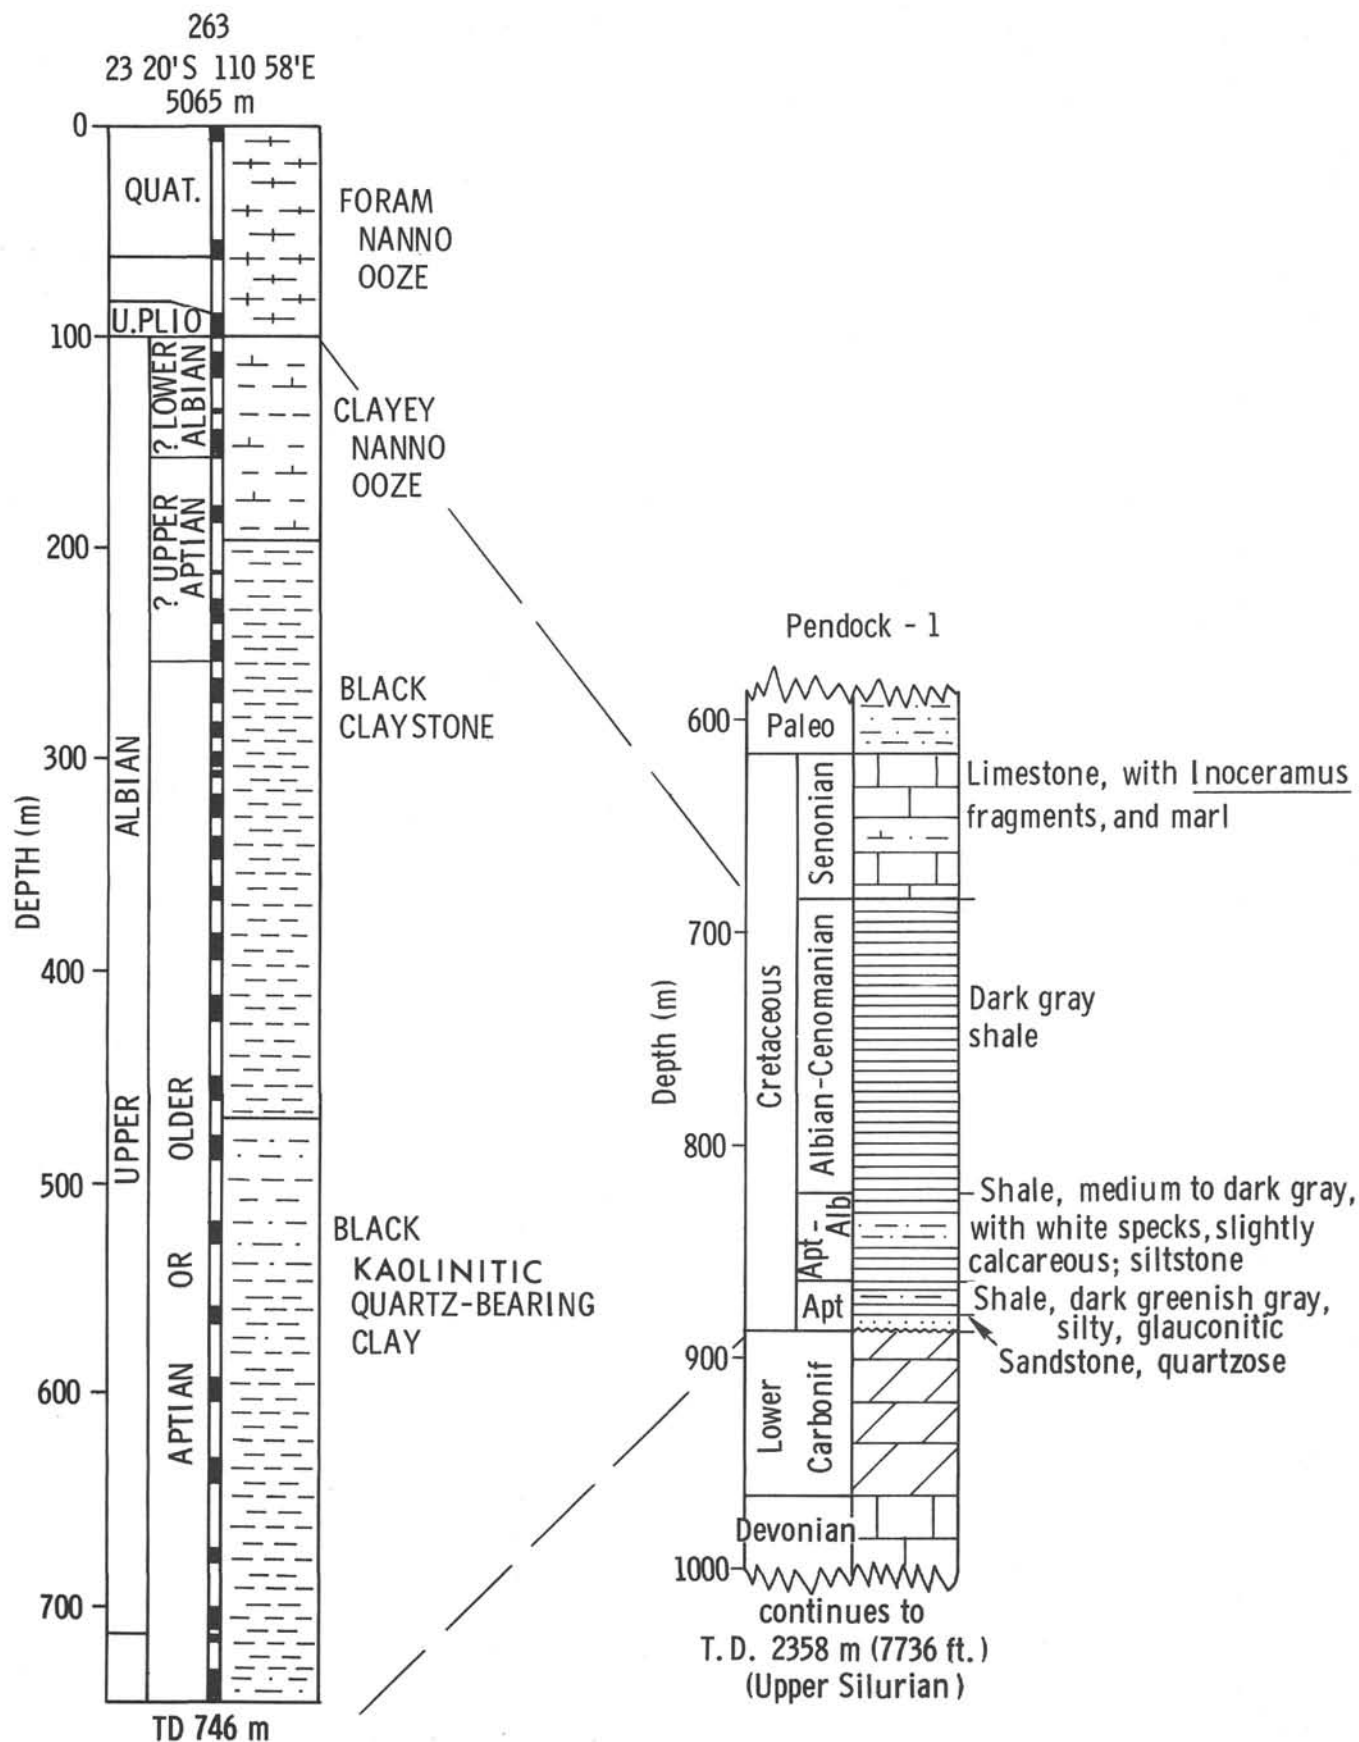 263
23 20'S 110 58'E
5065 m
0
QUAT.
FORAM
NANNO
OOZE
U.PLIO
100
? LOWER
ALBIAN
CLAYEY
NANNO
OOZE
? UPPER
APTIAN
200
BLACK
CLAYSTONE
300
DEPTH (m)
400
UPPER ALBIAN
500
APTIAN OR OLDER
BLACK
KAOLINITIC
QUARTZ-BEARING
CLAY
600
700
TD 746 m
Pendock - 1
600
Paleo
Senonian
Limestone, with Inoceramus
fragments, and marl
700
Depth (m)
Cretaceous
Albian-Cenomanian
Dark gray
shale
800
Apt-
Alb
Shale, medium to dark gray,
with white specks, slightly
calcareous; siltstone
Apt
Shale, dark greenish gray,
silty, glauconitic
Sandstone, quartzose
900
Lower
Carbonif
Devonian
1000
continues to
T.D. 2358 m (7736 ft.)
(Upper Silurian)